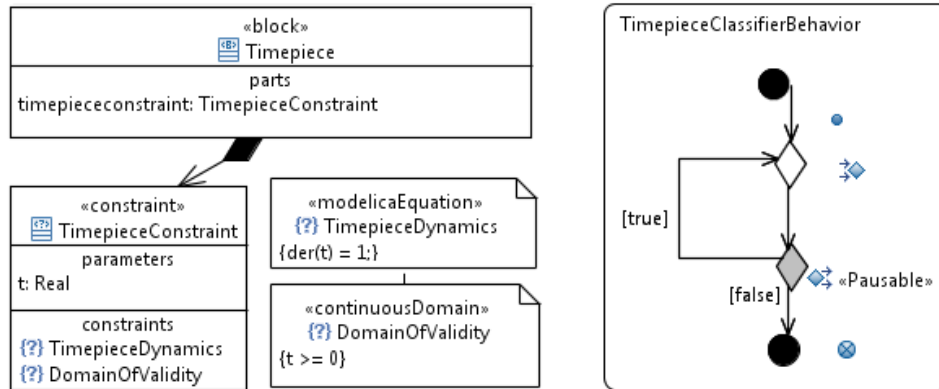 «block»
Timepiece
parts
timepiececonstraint: TimepieceConstraint
«constraint»
TimepieceConstraint
parameters
t: Real
constraints
{?} TimepieceDynamics
{?} DomainOfValidity
«modelicaEquation»
{?} TimepieceDynamics
{der(t) = 1;}
«continuousDomain»
{?} DomainOfValidity
{t >= 0}
TimepieceClassifierBehavior
[true]
«Pausable»
[false]